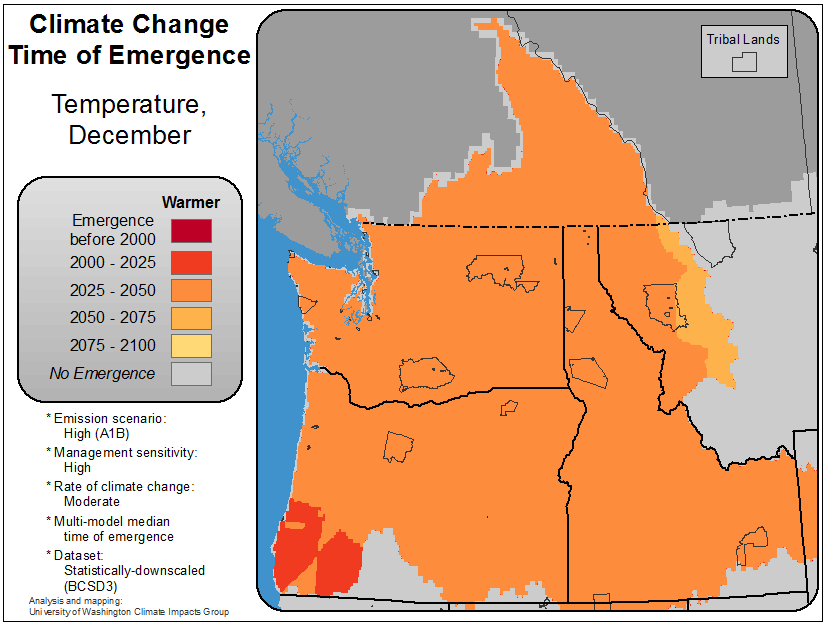 Climate Change
Time of Emergence
Temperature,
December
Warmer
Emergence
before 2000
2000 - 2025
2025 - 2050
2050 - 2075
2075 - 2100
No Emergence
* Emission scenario:
High (A1B)
* Management sensitivity:
High
* Rate of climate change:
Moderate
* Multi-model median
time of emergence
* Dataset:
Statistically-downscaled
(BCSD3)
Analysis and mapping:
University of Washington Climate Impacts Group
Tribal Lands